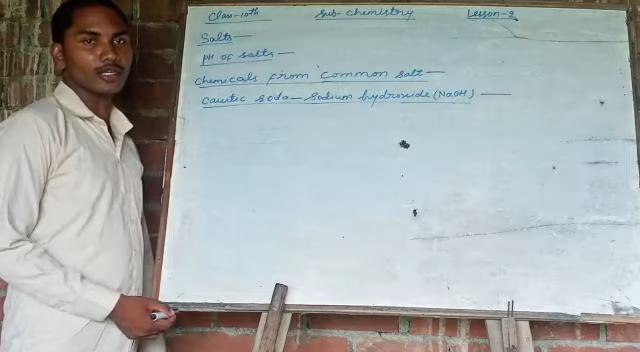 Class-10th Sub-Chemistry Lesson-2
Salts—
pH of salts—
Chemicals from common salt—
Caustic soda—Sodium hydroxide (NaOH) —